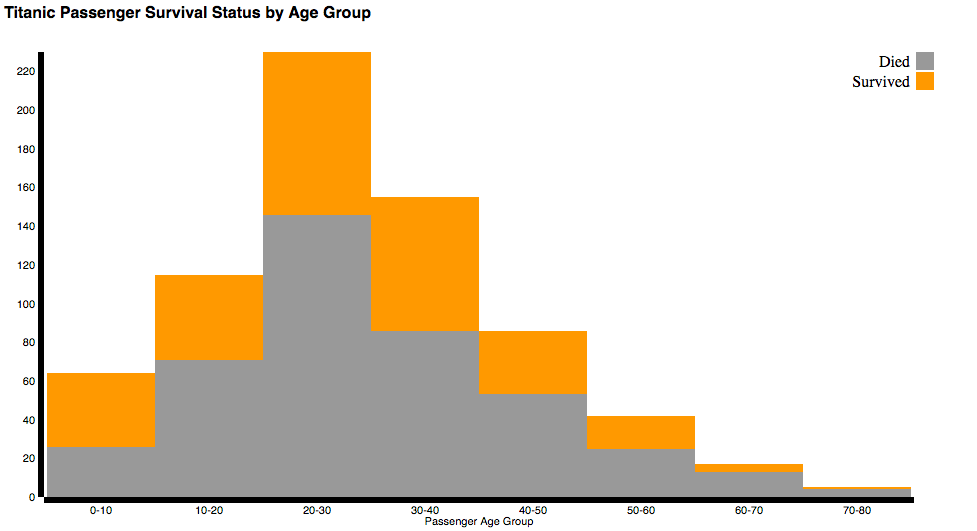 Titanic Passenger Survival Status by Age Group
Died
Survived
220
200
180
160
140
120
100
80
60
40
20
0
0-10 10-20 20-30 30-40 40-50 50-60 60-70 70-80
Passenger Age Group